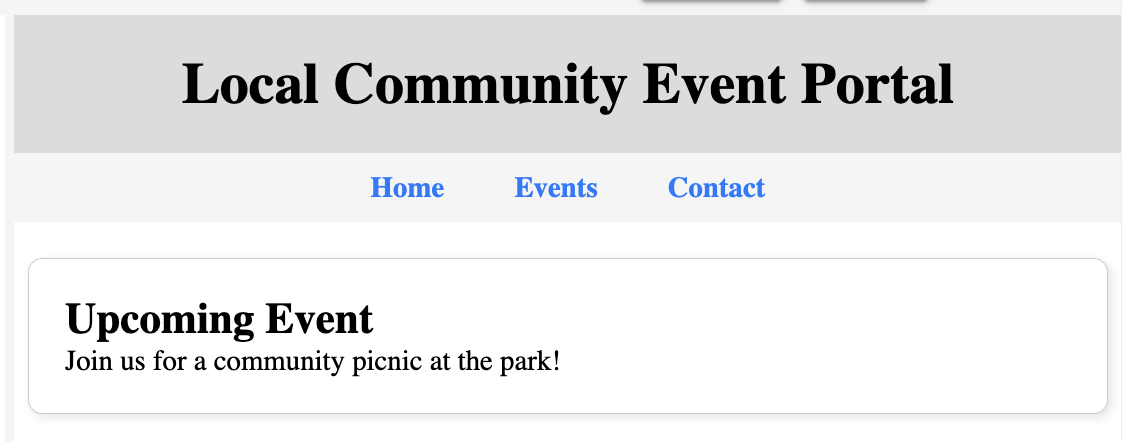 Local Community Event Portal
Home Events Contact
Upcoming Event
Join us for a community picnic at the park!